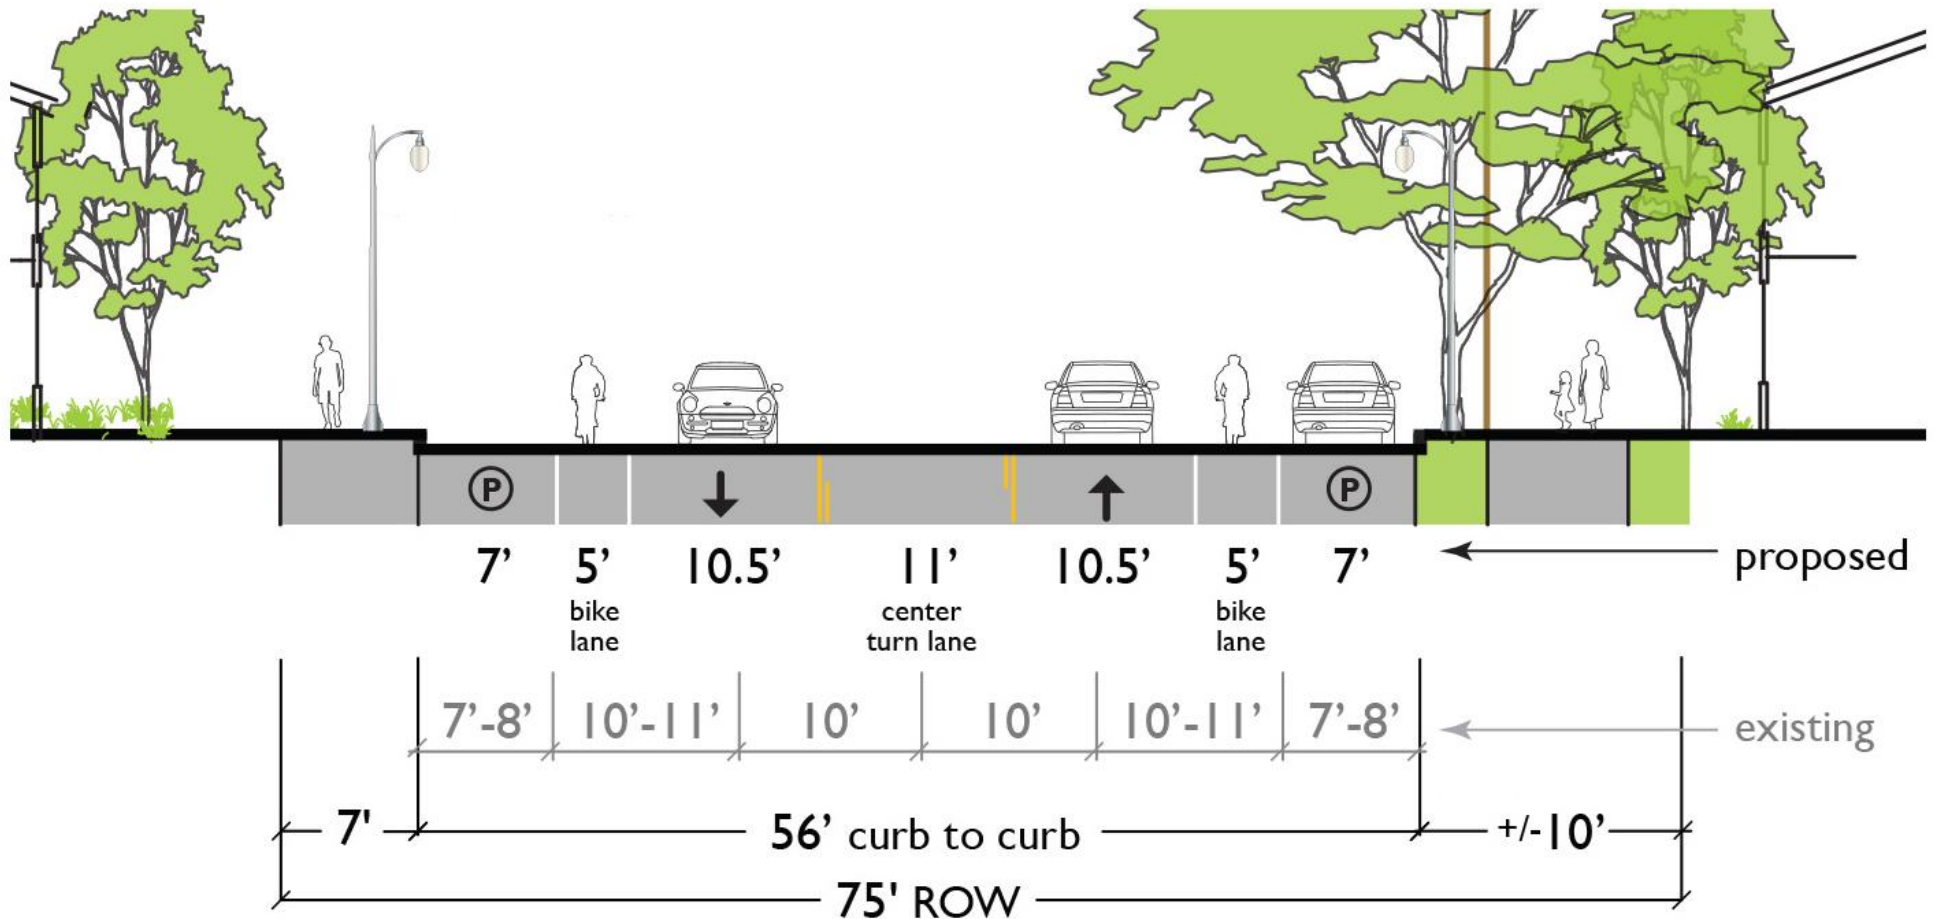 P P
7’ 5’ 10.5’ 11’ 10.5’ 5’ 7’ proposed
bike center bike
lane turn lane lane
7’-8’ 10’-11’ 10’ 10’ 10’-11’ 7’-8’ existing
7' 56’ curb to curb +/-10’
75' ROW